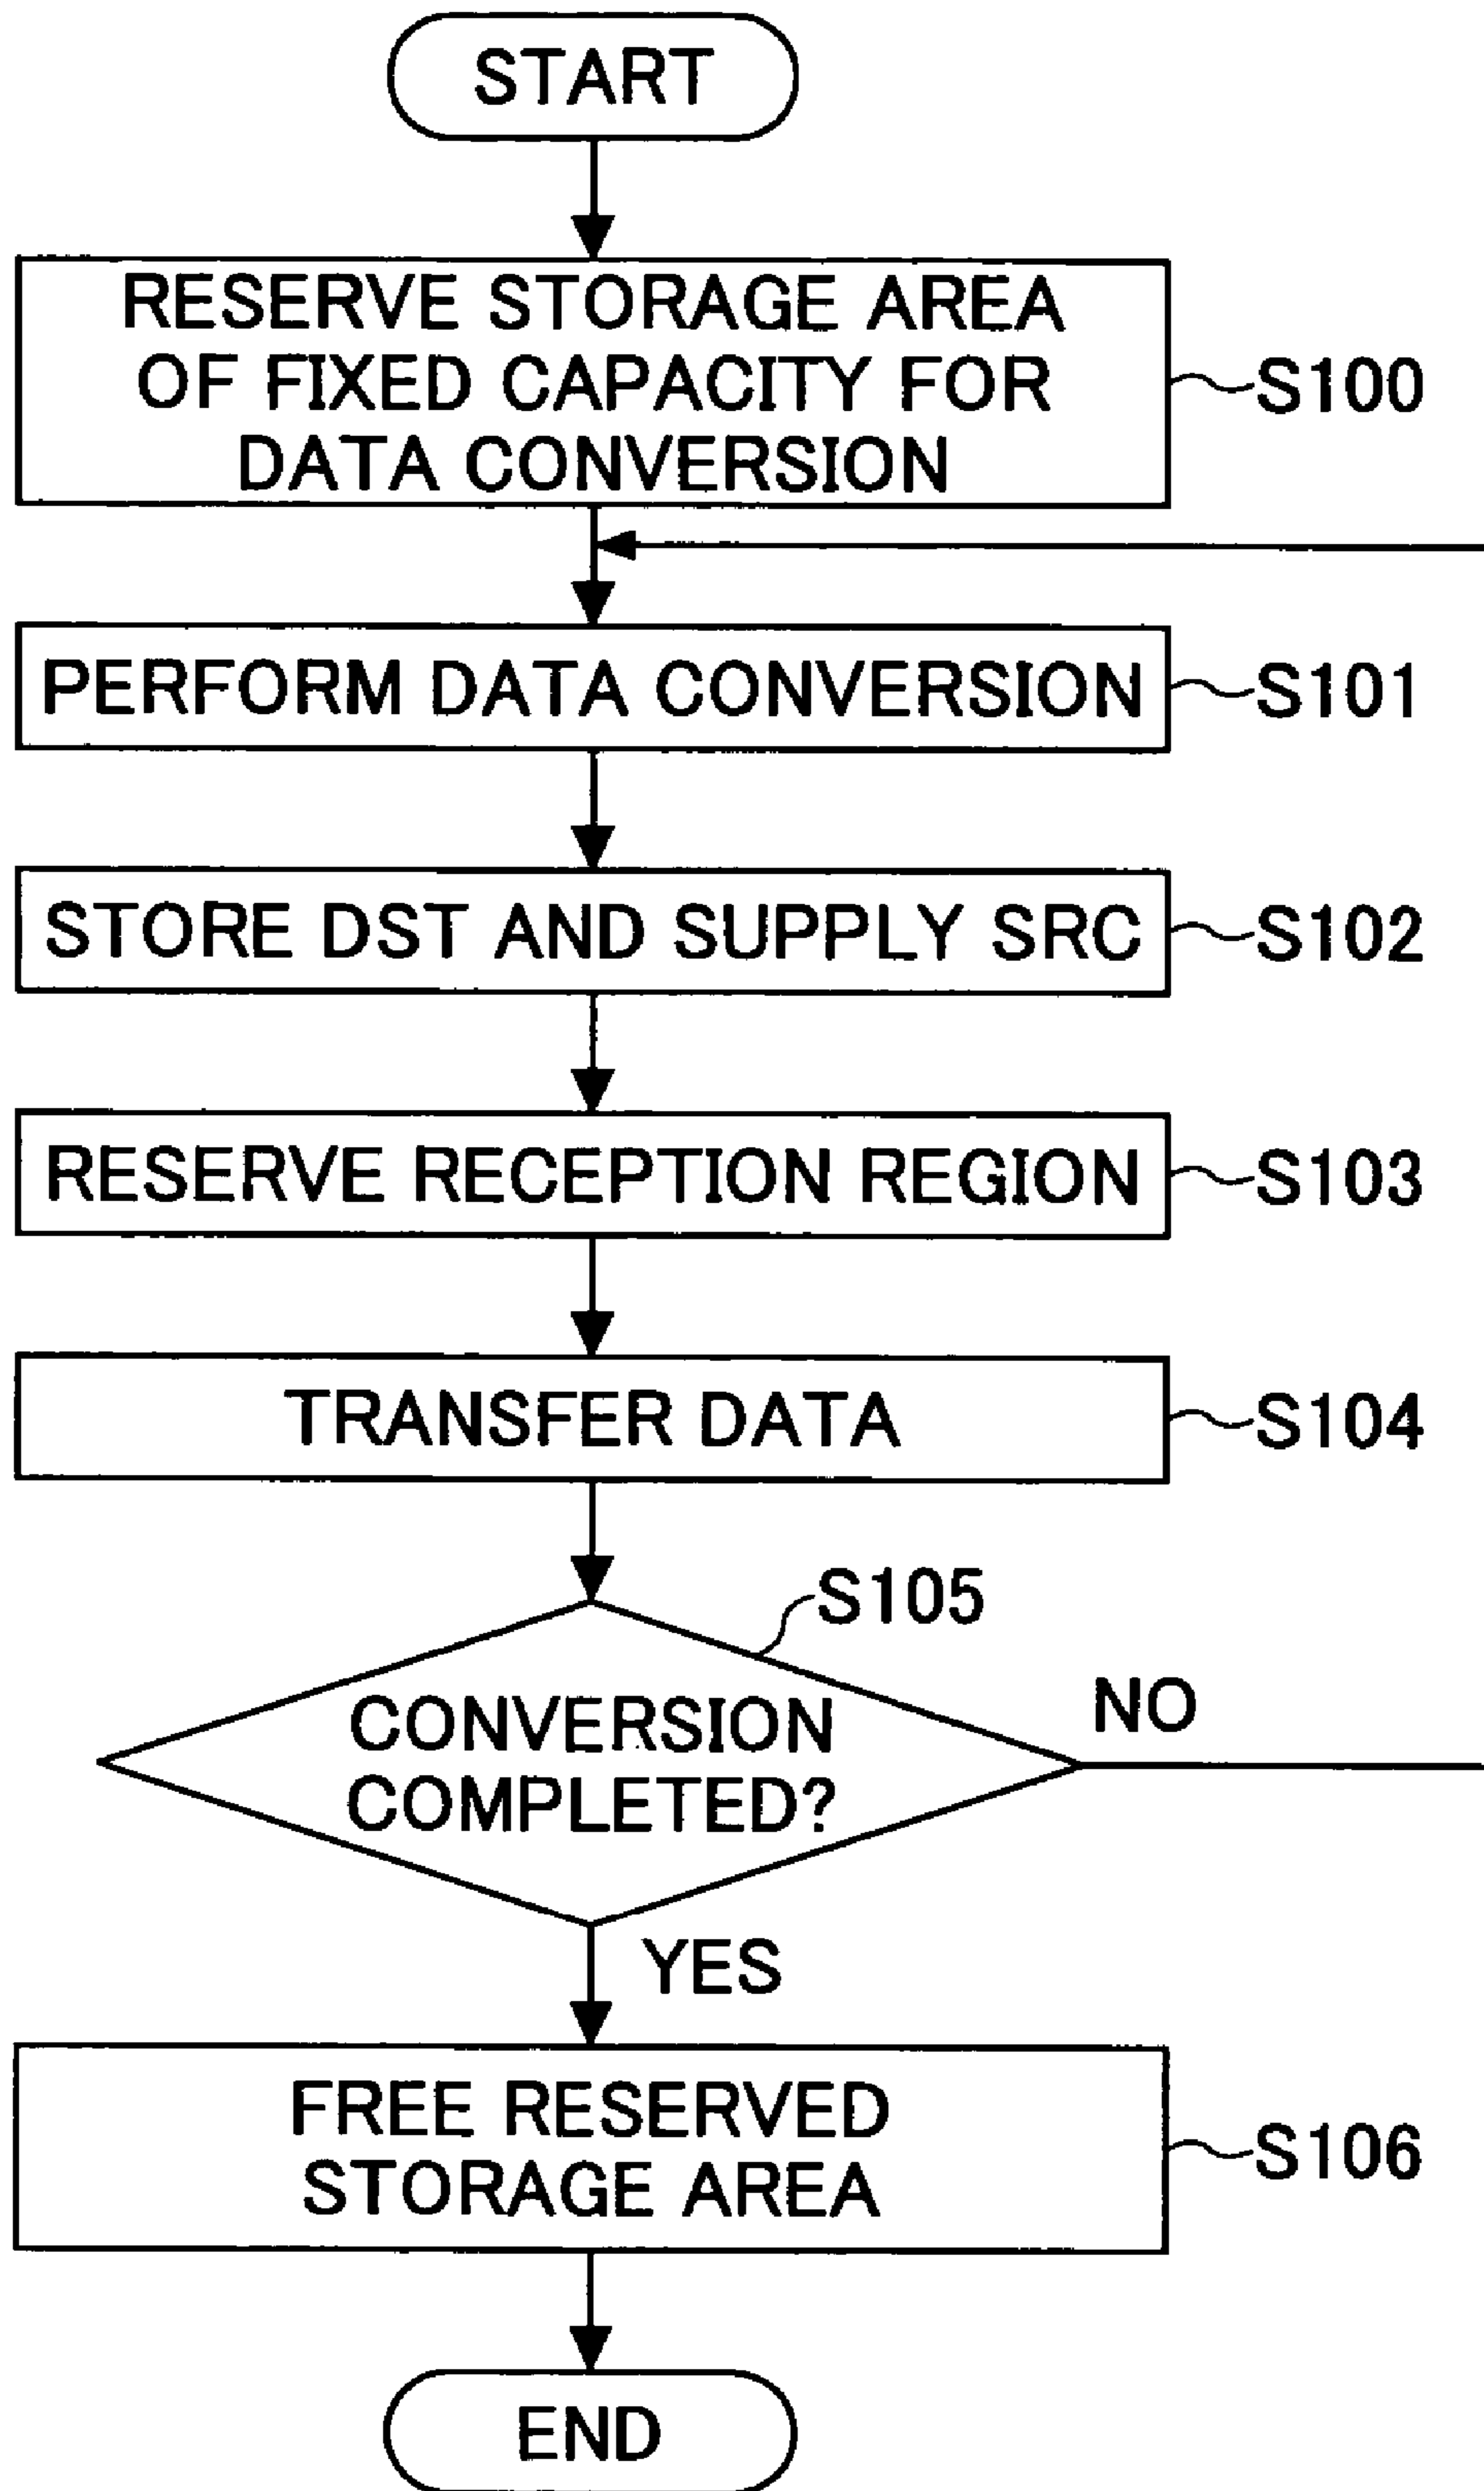 START
RESERVE STORAGE AREA
OF FIXED CAPACITY FOR
DATA CONVERSION
S100
PERFORM DATA CONVERSION
S101
STORE DST AND SUPPLY SRC
S102
RESERVE RECEPTION REGION
S103
TRANSFER DATA
S104
S105
CONVERSION
COMPLETED?
NO
YES
FREE RESERVED
STORAGE AREA
S106
END